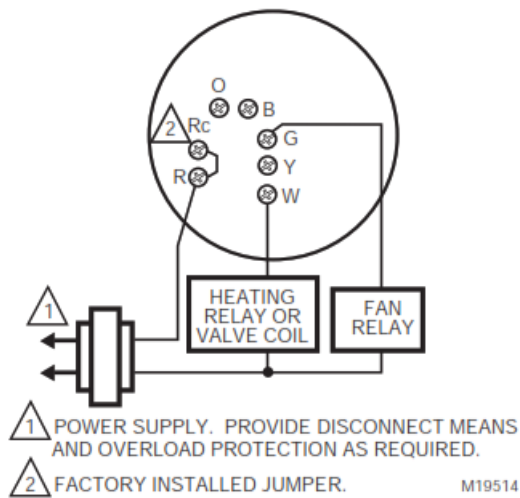 O
B
2
Rc
G
R
Y
W
1
HEATING
RELAY OR
VALVE COIL
FAN
RELAY
1 POWER SUPPLY. PROVIDE DISCONNECT MEANS
AND OVERLOAD PROTECTION AS REQUIRED.
2 FACTORY INSTALLED JUMPER.
M19514